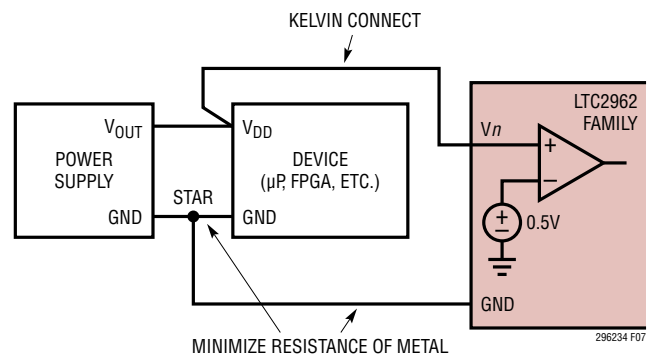 KELVIN CONNECT
LTC2962
FAMILY
VOUT
VDD
Vn
POWER
SUPPLY
DEVICE
(µP, FPGA, ETC.)
+
−
STAR
+
−
0.5V
GND
GND
GND
MINIMIZE RESISTANCE OF METAL
296234 F07